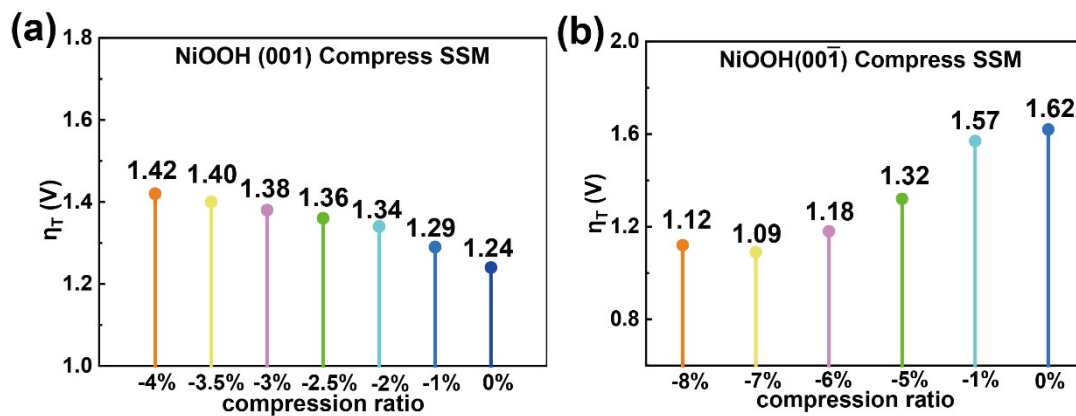 (a)
NiOOH (001) Compress SSM
η_T (V)
1.8
1.6
1.4
1.2
1.0
1.42
1.40
1.38
1.36
1.34
1.29
1.24
-4% -3.5% -3% -2.5% -2% -1% 0%
compression ratio
(b)
NiOOH(001̄) Compress SSM
η_T (V)
2.0
1.6
1.2
0.8
1.12
1.09
1.18
1.32
1.57
1.62
-8% -7% -6% -5% -1% 0%
compression ratio